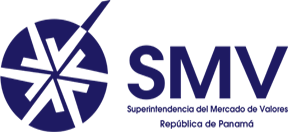 SMV
Superintendencia del Mercado de Valores
República de Panamá